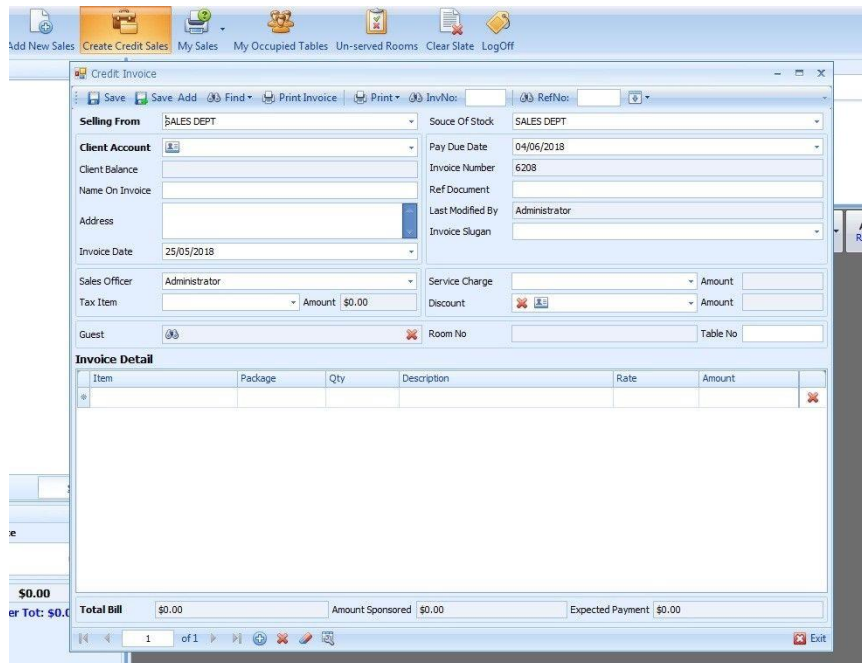 Add New Sales Create Credit Sales My Sales My Occupied Tables Un-served Rooms Clear Slate LogOff
Credit Invoice
Save Save Add Find Print Invoice Print InvNo: RefNo:
Selling From SALES DEPT Souce Of Stock SALES DEPT
Client Account Pay Due Date 04/06/2018
Client Balance Invoice Number 6208
Name On Invoice Ref Document
Last Modified By Administrator
Address Invoice Slugan
Invoice Date 25/05/2018
Sales Officer Administrator Service Charge Amount
Tax Item Amount $0.00 Discount Amount
Guest Room No Table No
Invoice Detail
Item Package Qty Description Rate Amount
$0.00
Total Bill $0.00 Amount Sponsored $0.00 Expected Payment $0.00
1 of 1 Exit